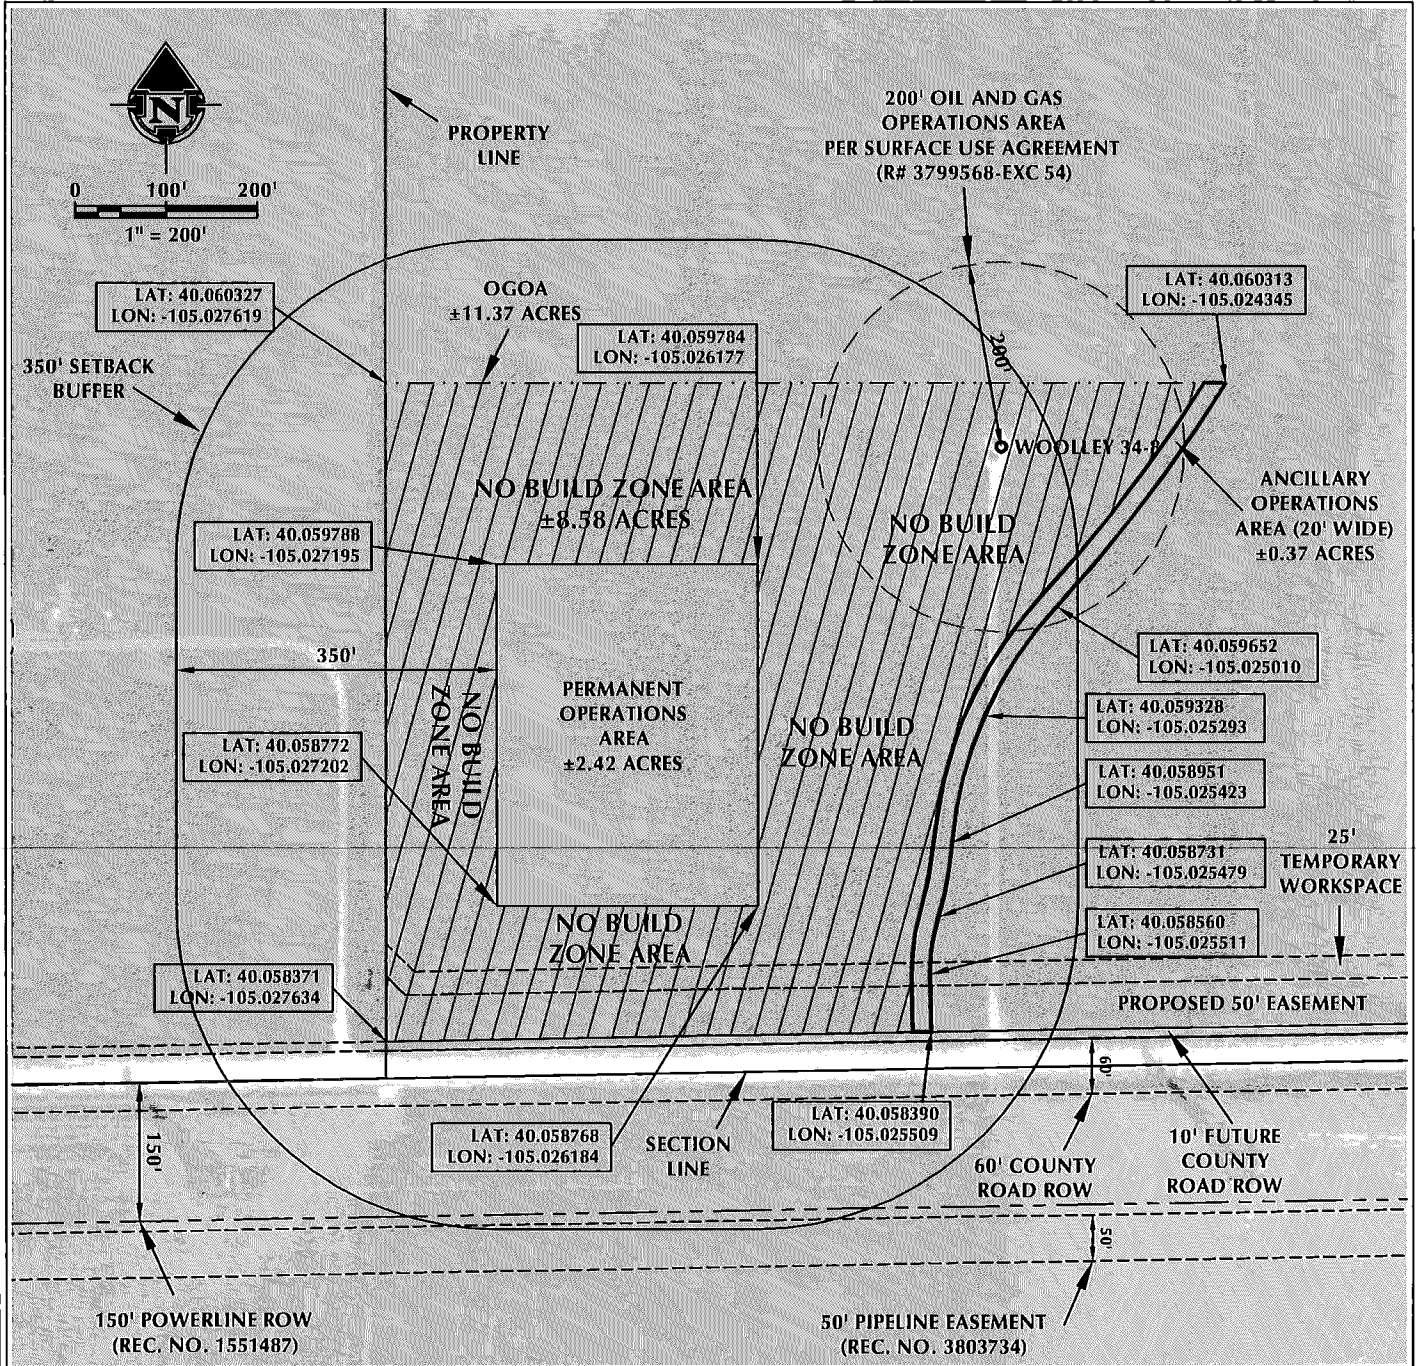 N
0 100' 200'
1" = 200'
PROPERTY
LINE
200' OIL AND GAS
OPERATIONS AREA
PER SURFACE USE AGREEMENT
(R# 3799568-EXC 54)
LAT: 40.060327
LON: -105.027619
OGOA
±11.37 ACRES
LAT: 40.059784
LON: -105.026177
LAT: 40.060313
LON: -105.024345
200'
350' SETBACK
BUFFER
WOOLLEY 34-8
NO BUILD ZONE AREA
±8.58 ACRES
NO BUILD
ZONE AREA
ANCILLARY
OPERATIONS
AREA (20' WIDE)
±0.37 ACRES
LAT: 40.059788
LON: -105.027195
350'
LAT: 40.059652
LON: -105.025010
NO BUILD
ZONE AREA
PERMANENT
OPERATIONS
AREA
±2.42 ACRES
NO BUILD
ZONE AREA
LAT: 40.059328
LON: -105.025293
LAT: 40.058772
LON: -105.027202
LAT: 40.058951
LON: -105.025423
LAT: 40.058731
LON: -105.025479
25'
TEMPORARY
WORKSPACE
NO BUILD
ZONE AREA
LAT: 40.058560
LON: -105.025511
LAT: 40.058371
LON: -105.027634
PROPOSED 50' EASEMENT
60'
150'
LAT: 40.058768
LON: -105.026184
SECTION
LINE
LAT: 40.058390
LON: -105.025509
60' COUNTY
ROAD ROW
10' FUTURE
COUNTY
ROAD ROW
50'
150' POWERLINE ROW
(REC. NO. 1551487)
50' PIPELINE EASEMENT
(REC. NO. 3803734)